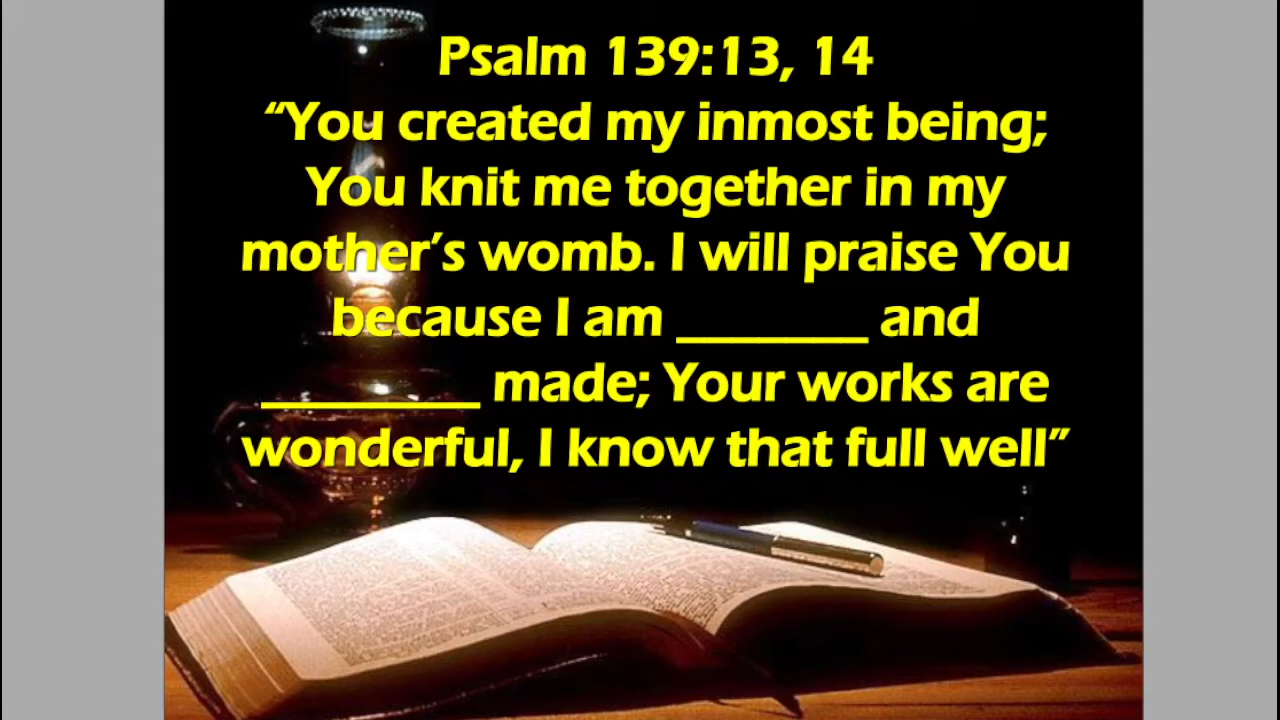 Psalm 139:13, 14
“You created my inmost being;
You knit me together in my
mother’s womb. I will praise You
because I am _______ and
________ made; Your works are
wonderful, I know that full well”